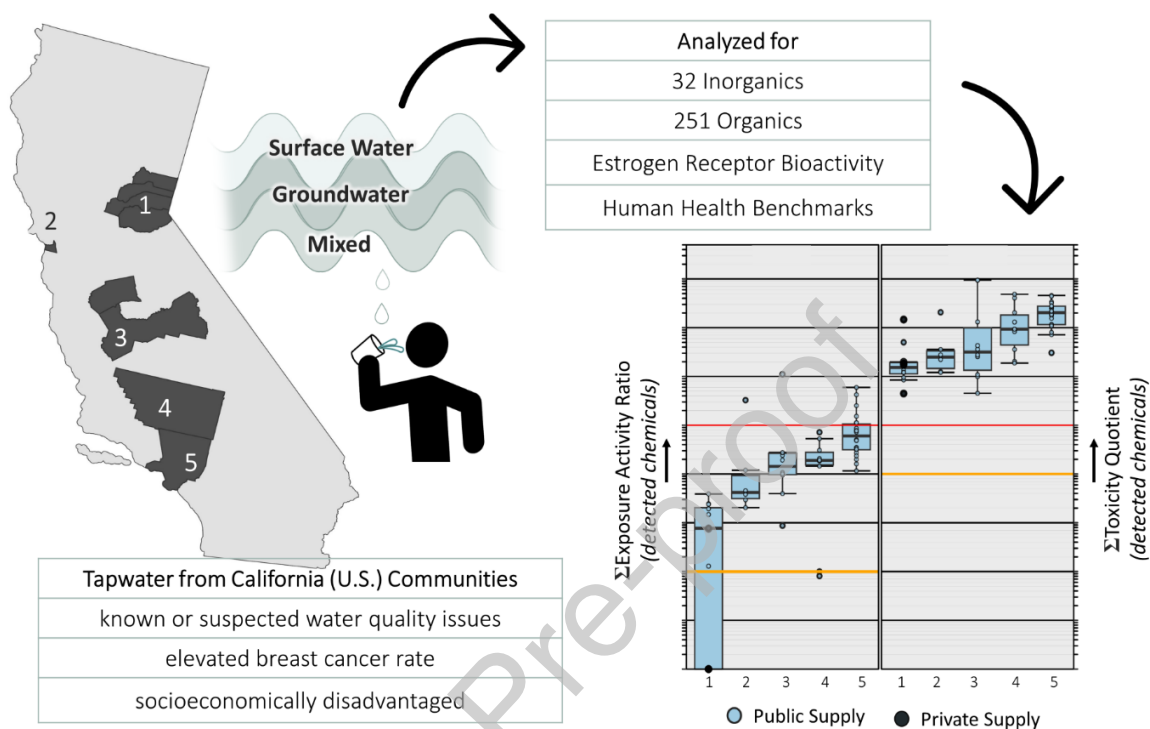 Analyzed for
32 Inorganics
251 Organics
Estrogen Receptor Bioactivity
Human Health Benchmarks
Surface Water
Groundwater
Mixed
1
2
3
4
5
Tapwater from California (U.S.) Communities
known or suspected water quality issues
elevated breast cancer rate
socioeconomically disadvantaged
ΣExposure Activity Ratio
(detected chemicals)
ΣToxicity Quotient
(detected chemicals)
1 2 3 4 5 1 2 3 4 5
Public Supply Private Supply
Pre-proof